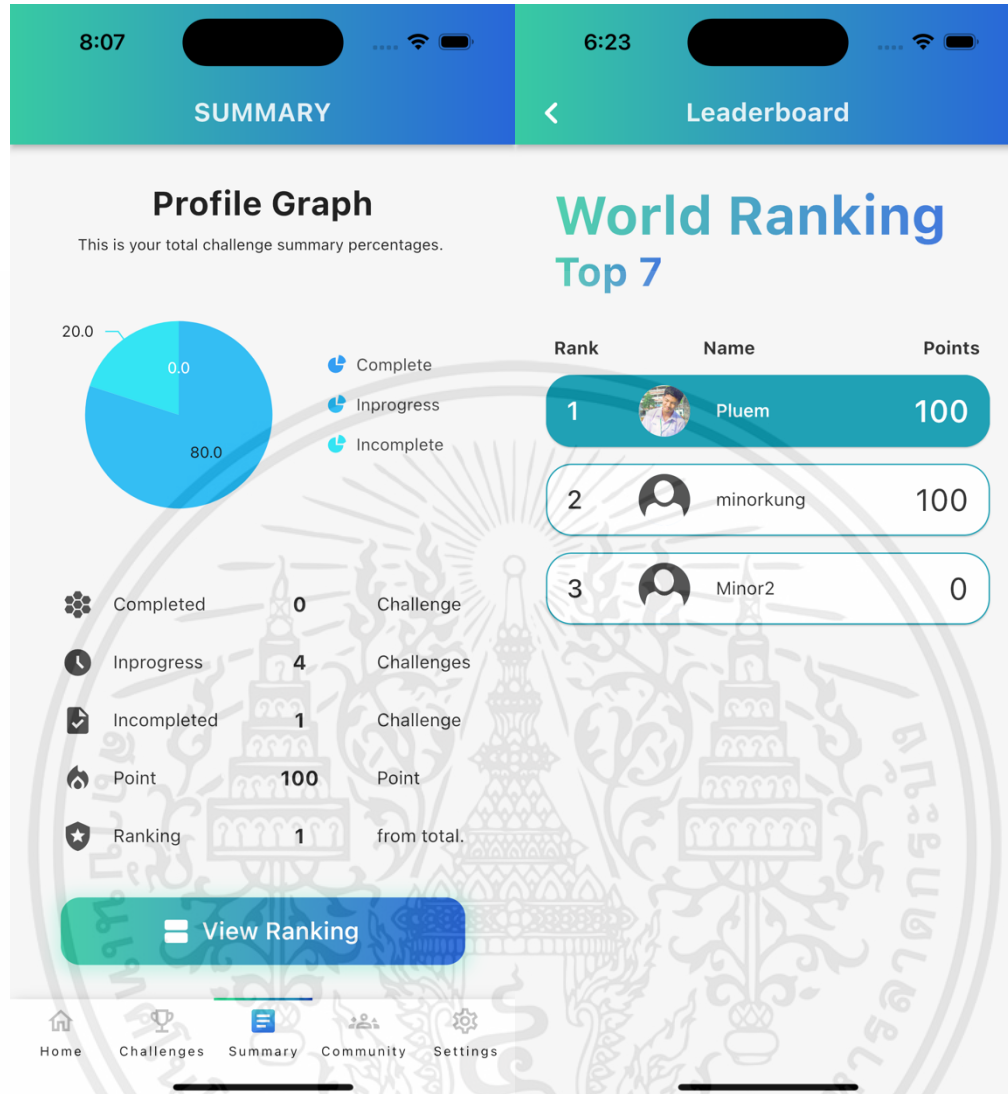 8:07
SUMMARY
Profile Graph
This is your total challenge summary percentages.
20.0
0.0
80.0
Complete
Inprogress
Incomplete
Completed 0 Challenge
Inprogress 4 Challenges
Incompleted 1 Challenge
Point 100 Point
Ranking 1 from total.
View Ranking
Home Challenges Summary Community Settings
6:23
Leaderboard
World Ranking
Top 7
Rank Name Points
1 Pluem 100
2 minorkung 100
3 Minor2 0